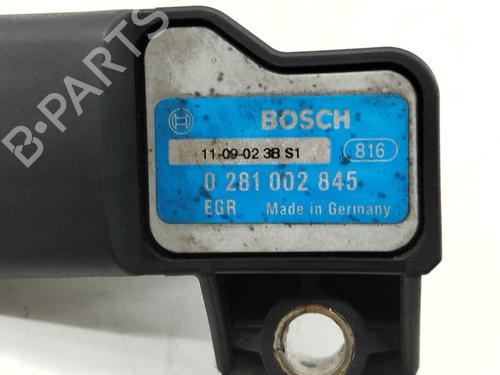 B-PARTS
BOSCH
11-09-02 3B S1
816
0 281 002 845
EGR Made in Germany